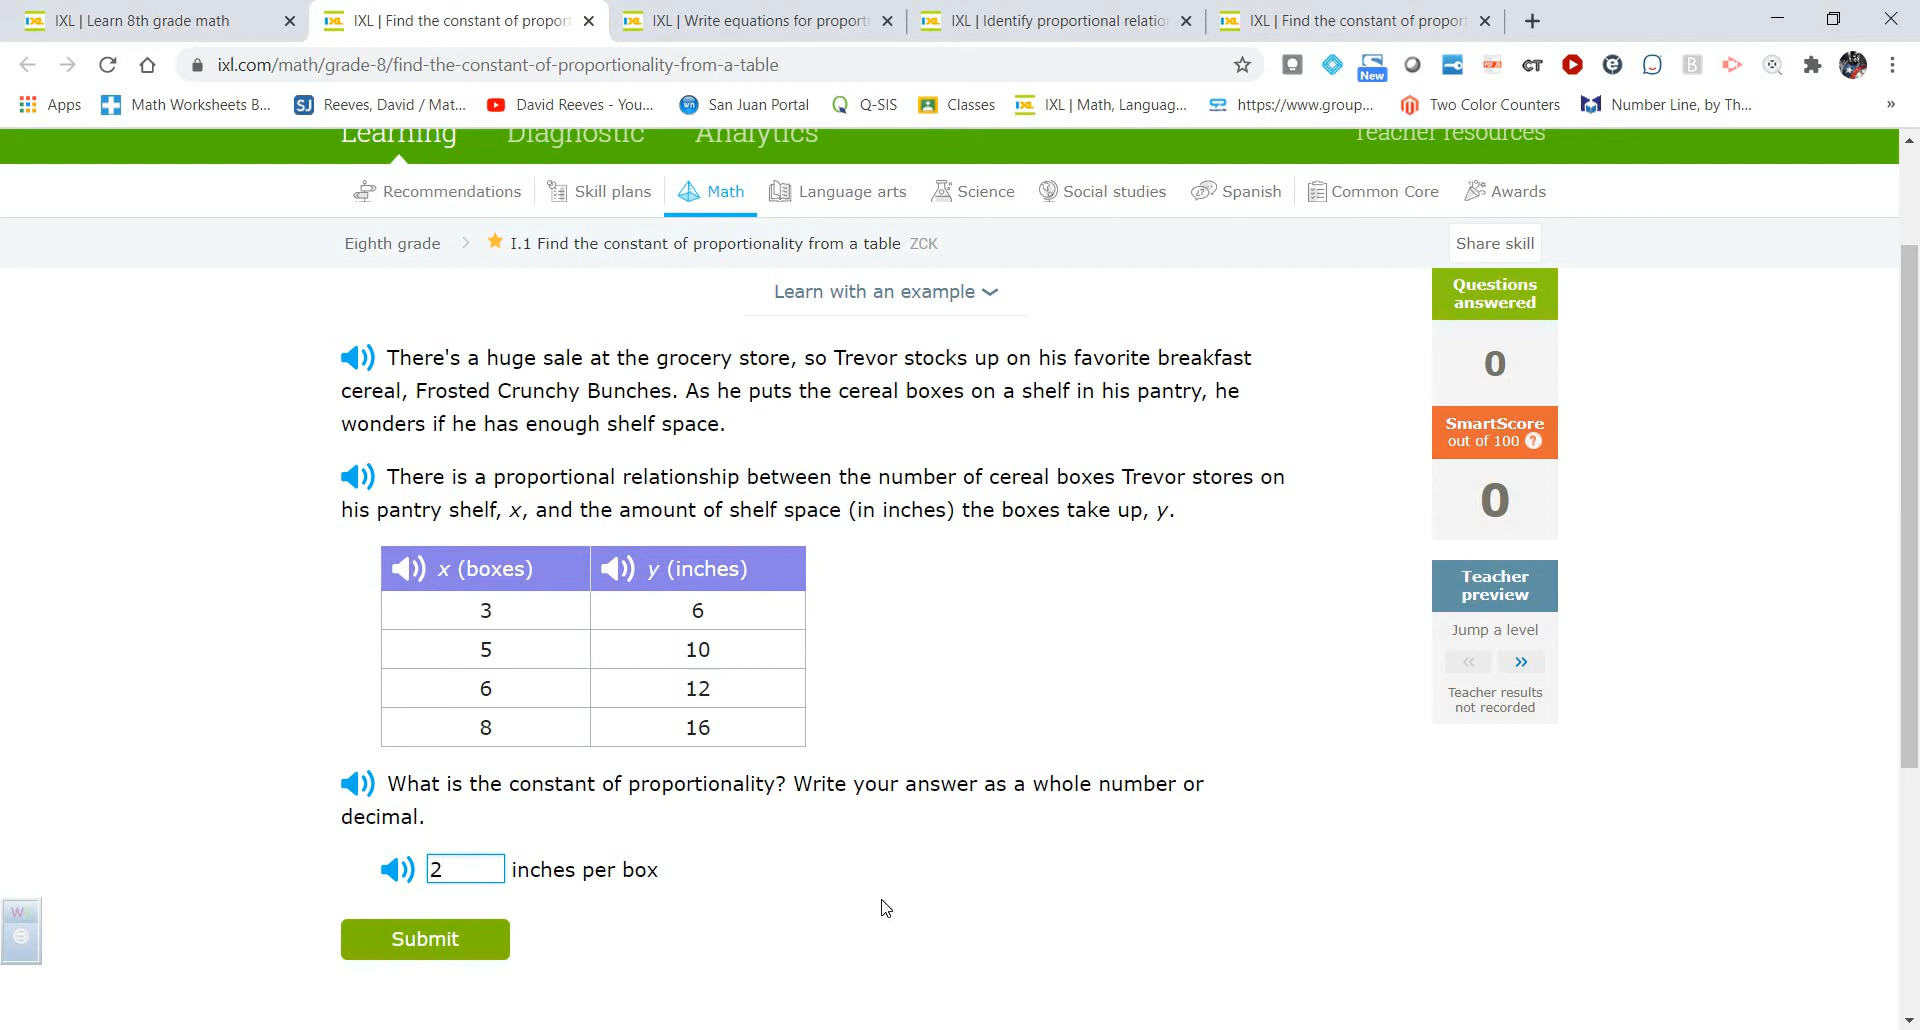 IXL | Learn 8th grade math
IXL | Find the constant of propor
IXL | Write equations for proport
IXL | Identify proportional relatio
IXL | Find the constant of propor
ixl.com/math/grade-8/find-the-constant-of-proportionality-from-a-table
New
CT
B
Apps
Math Worksheets B...
SJ
Reeves, David / Mat...
David Reeves - You...
wn
San Juan Portal
Q-SIS
Classes
IXL | Math, Languag...
https://www.group...
Two Color Counters
Number Line, by Th...
»
Learning
Diagnostic
Analytics
Teacher resources
Recommendations
Skill plans
Math
Language arts
Science
Social studies
Spanish
Common Core
Awards
Eighth grade > I.1 Find the constant of proportionality from a table ZCK
Share skill
Learn with an example
There's a huge sale at the grocery store, so Trevor stocks up on his favorite breakfast
cereal, Frosted Crunchy Bunches. As he puts the cereal boxes on a shelf in his pantry, he
wonders if he has enough shelf space.
There is a proportional relationship between the number of cereal boxes Trevor stores on
his pantry shelf, x, and the amount of shelf space (in inches) the boxes take up, y.
x (boxes) y (inches)
3 6
5 10
6 12
8 16
What is the constant of proportionality? Write your answer as a whole number or
decimal.
2 inches per box
Submit
Questions
answered
0
SmartScore
out of 100 ?
0
Teacher
preview
Jump a level
« »
Teacher results
not recorded
W